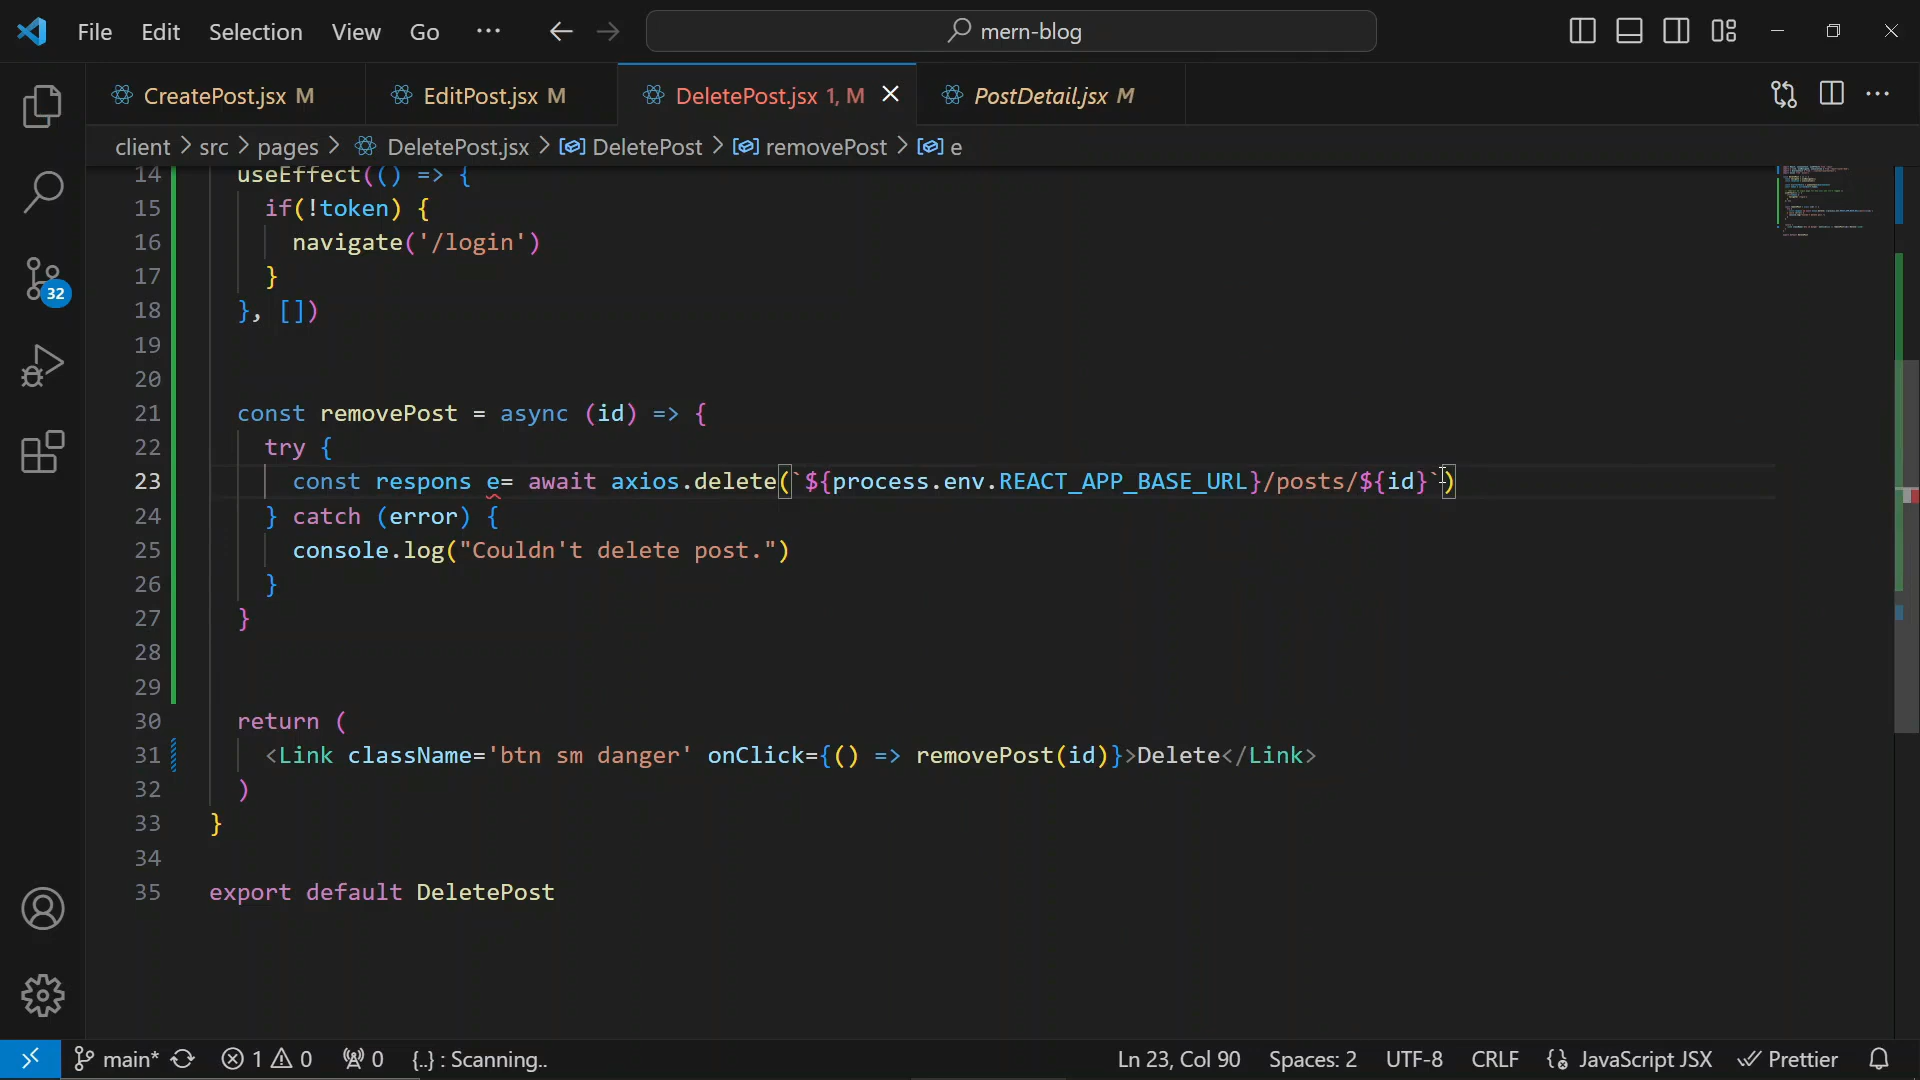 File Edit Selection View Go ··· mern-blog
CreatePost.jsx M EditPost.jsx M DeletePost.jsx 1, M PostDetail.jsx M
client > src > pages > DeletePost.jsx > DeletePost > removePost > e
14 useEffect(() => {
15 if(!token) {
16 navigate('/login')
17 }
18 }, [])
19
20
21 const removePost = async (id) => {
22 try {
23 const respons e= await axios.delete(`${process.env.REACT_APP_BASE_URL}/posts/${id}`)
24 } catch (error) {
25 console.log("Couldn't delete post.")
26 }
27 }
28
29
30 return (
31 <Link className='btn sm danger' onClick={() => removePost(id)}>Delete</Link>
32 )
33 }
34
35 export default DeletePost
32
main* 1 0 0 {..} : Scanning.. Ln 23, Col 90 Spaces: 2 UTF-8 CRLF JavaScript JSX Prettier